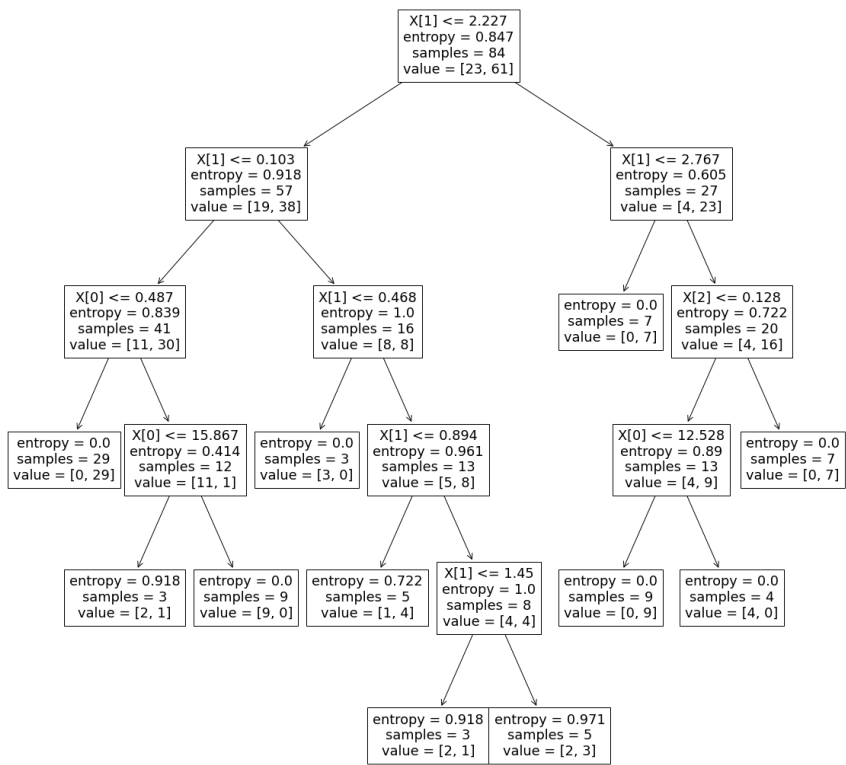 X[1] <= 2.227
entropy = 0.847
samples = 84
value = [23, 61]
X[1] <= 0.103
entropy = 0.918
samples = 57
value = [19, 38]
X[1] <= 2.767
entropy = 0.605
samples = 27
value = [4, 23]
X[0] <= 0.487
entropy = 0.839
samples = 41
value = [11, 30]
X[1] <= 0.468
entropy = 1.0
samples = 16
value = [8, 8]
entropy = 0.0
samples = 7
value = [0, 7]
X[2] <= 0.128
entropy = 0.722
samples = 20
value = [4, 16]
entropy = 0.0
samples = 29
value = [0, 29]
X[0] <= 15.867
entropy = 0.414
samples = 12
value = [11, 1]
entropy = 0.0
samples = 3
value = [3, 0]
X[1] <= 0.894
entropy = 0.961
samples = 13
value = [5, 8]
X[0] <= 12.528
entropy = 0.89
samples = 13
value = [4, 9]
entropy = 0.0
samples = 7
value = [0, 7]
entropy = 0.918
samples = 3
value = [2, 1]
entropy = 0.0
samples = 9
value = [9, 0]
entropy = 0.722
samples = 5
value = [1, 4]
X[1] <= 1.45
entropy = 1.0
samples = 8
value = [4, 4]
entropy = 0.0
samples = 9
value = [0, 9]
entropy = 0.0
samples = 4
value = [4, 0]
entropy = 0.918
samples = 3
value = [2, 1]
entropy = 0.971
samples = 5
value = [2, 3]